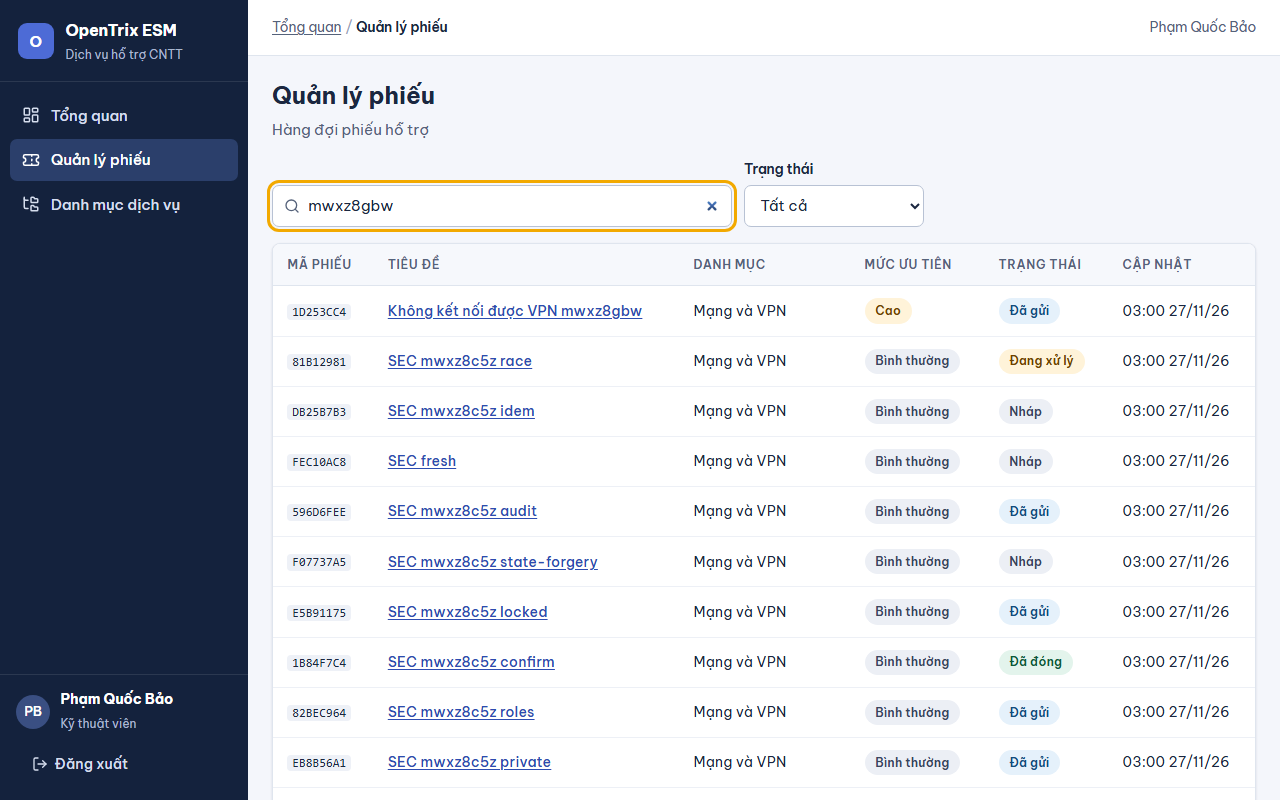 OpenTrix ESM
Dịch vụ hỗ trợ CNTT
Tổng quan
Quản lý phiếu
Danh mục dịch vụ
PB
Phạm Quốc Bảo
Kỹ thuật viên
Đăng xuất
Tổng quan / Quản lý phiếu
Phạm Quốc Bảo
Quản lý phiếu
Hàng đợi phiếu hỗ trợ
Trạng thái
mwxz8gbw
Tất cả
MÃ PHIẾU TIÊU ĐỀ DANH MỤC MỨC ƯU TIÊN TRẠNG THÁI CẬP NHẬT
1D253CC4 Không kết nối được VPN mwxz8gbw Mạng và VPN Cao Đã gửi 03:00 27/11/26
81B12981 SEC mwxz8c5z race Mạng và VPN Bình thường Đang xử lý 03:00 27/11/26
DB25B7B3 SEC mwxz8c5z idem Mạng và VPN Bình thường Nháp 03:00 27/11/26
FEC10AC8 SEC fresh Mạng và VPN Bình thường Nháp 03:00 27/11/26
596D6FEE SEC mwxz8c5z audit Mạng và VPN Bình thường Đã gửi 03:00 27/11/26
F07737A5 SEC mwxz8c5z state-forgery Mạng và VPN Bình thường Nháp 03:00 27/11/26
E5B91175 SEC mwxz8c5z locked Mạng và VPN Bình thường Đã gửi 03:00 27/11/26
1B84F7C4 SEC mwxz8c5z confirm Mạng và VPN Bình thường Đã đóng 03:00 27/11/26
82BEC964 SEC mwxz8c5z roles Mạng và VPN Bình thường Đã gửi 03:00 27/11/26
EB8B56A1 SEC mwxz8c5z private Mạng và VPN Bình thường Đã gửi 03:00 27/11/26